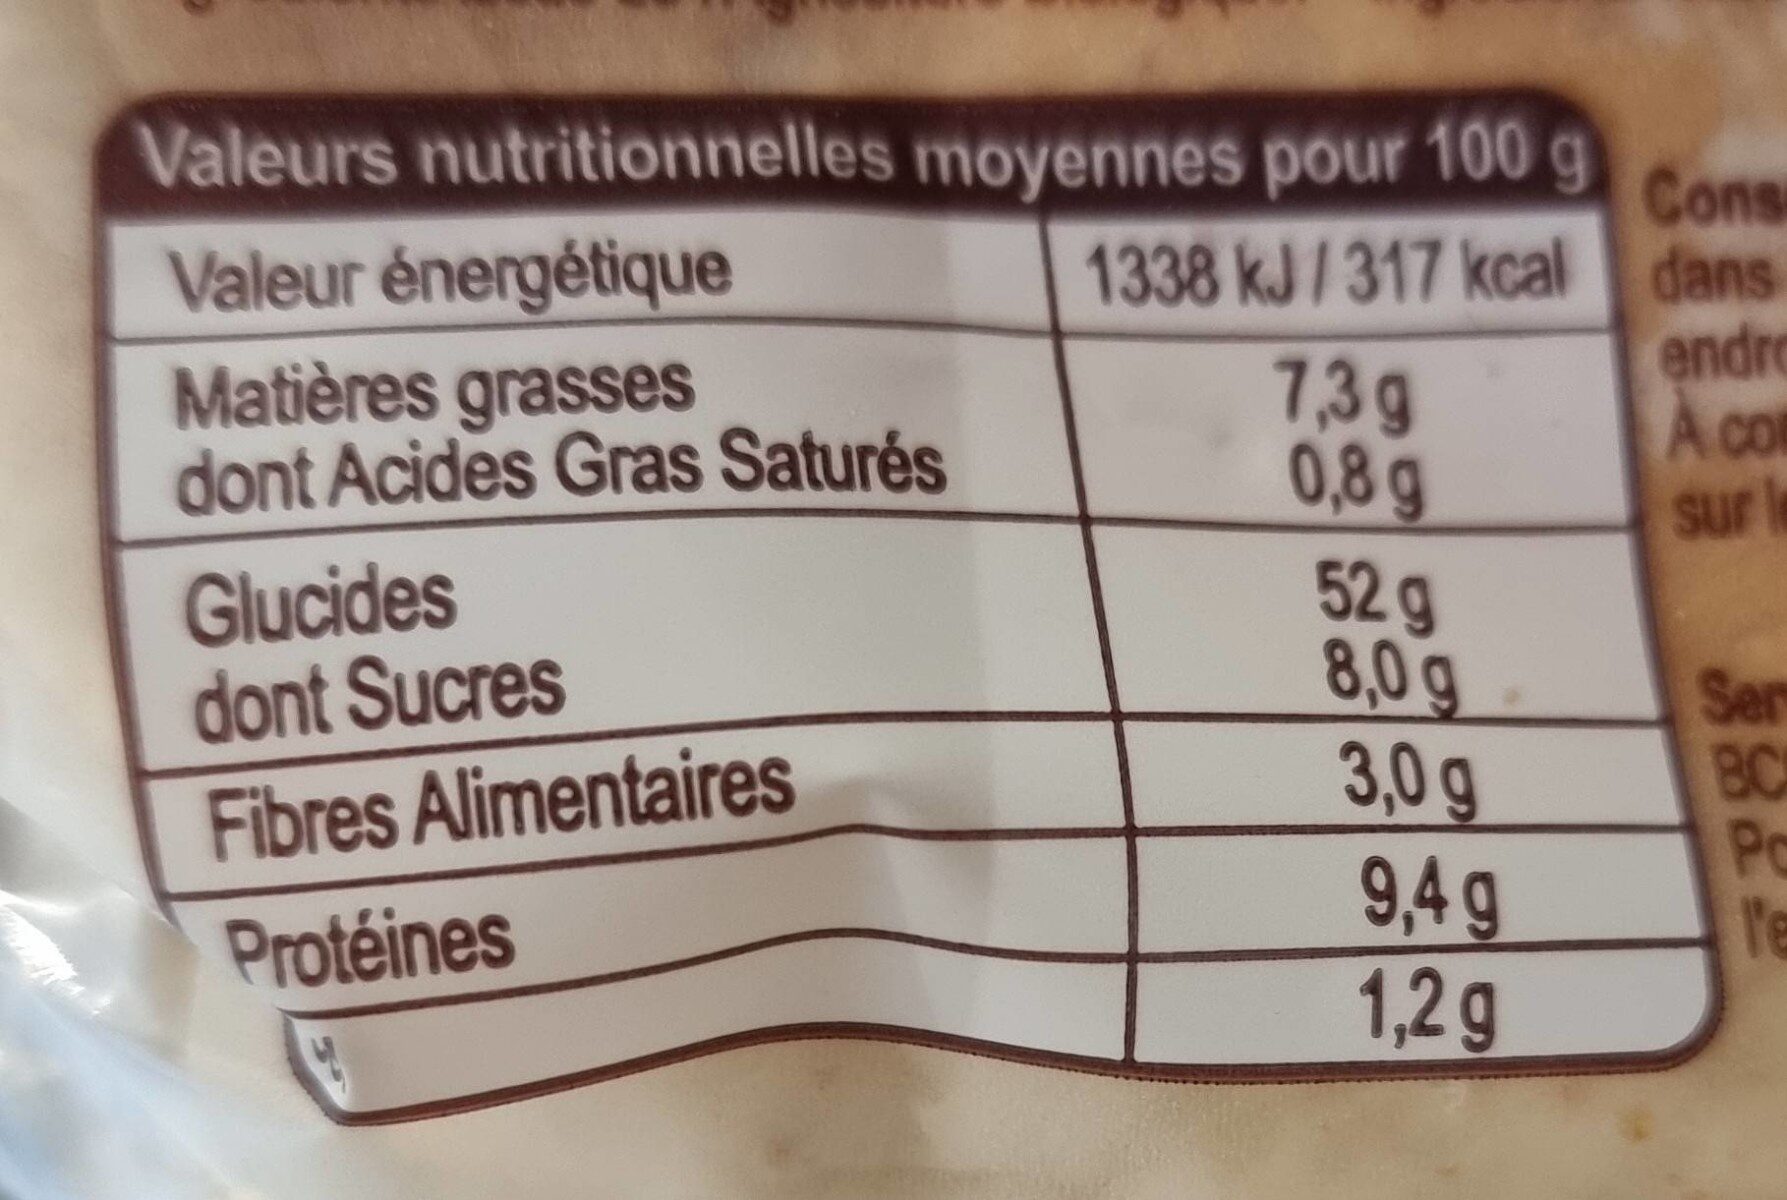 Valeurs nutritionnelles moyennes pour 100 g
Valeur énergétique 1338 kJ / 317 kcal
Matières grasses 7,3 g
dont Acides Gras Saturés 0,8 g
Glucides 52 g
dont Sucres 8,0 g
Fibres Alimentaires 3,0 g
Protéines 9,4 g
1,2 g
Cons
dans
endro
À co
sur l
Ser
BC
Po
l'e